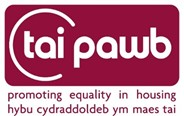 tai pawb
promoting equality in housing
hybu cydraddoldeb ym maes tai